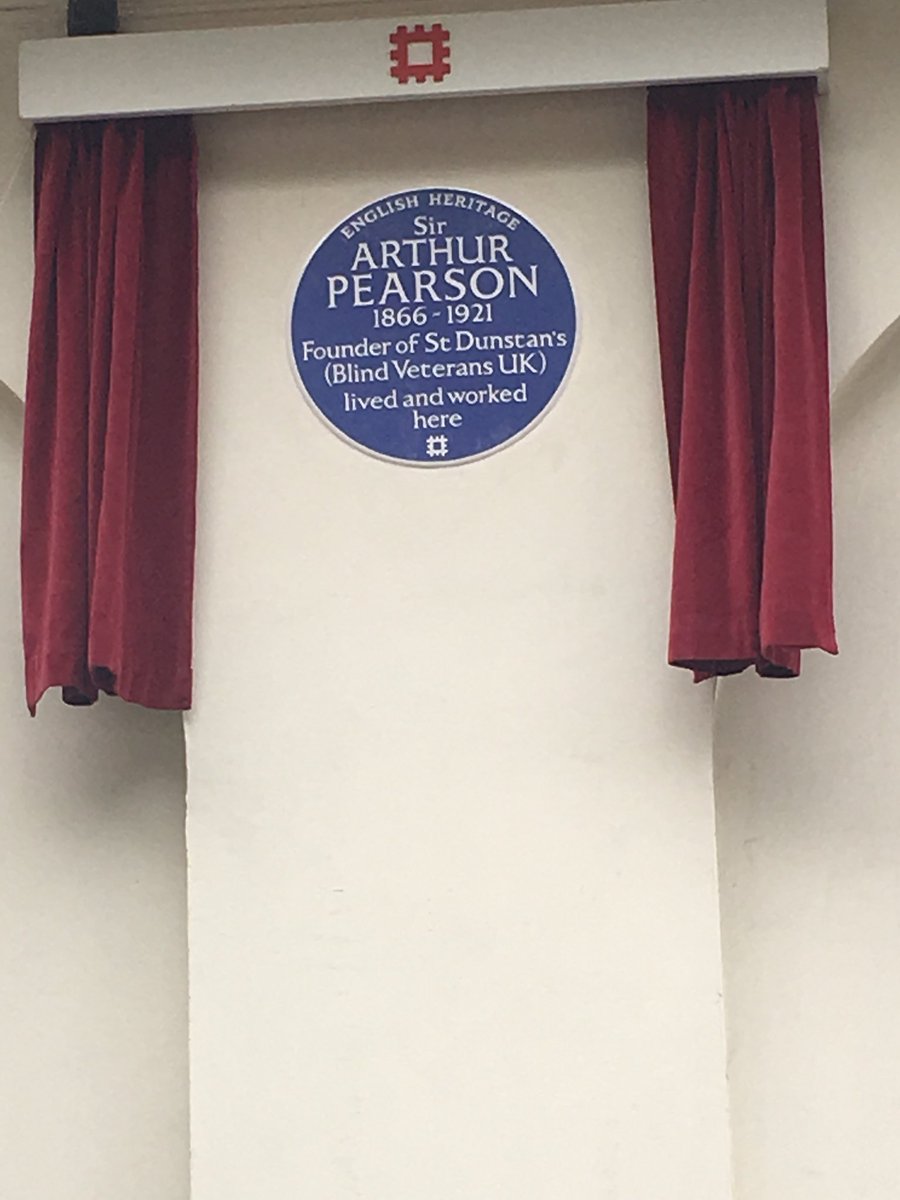 ENGLISH HERITAGE
Sir
ARTHUR
PEARSON
1866-1921
Founder of St Dunstan's
(Blind Veterans UK)
lived and worked
here